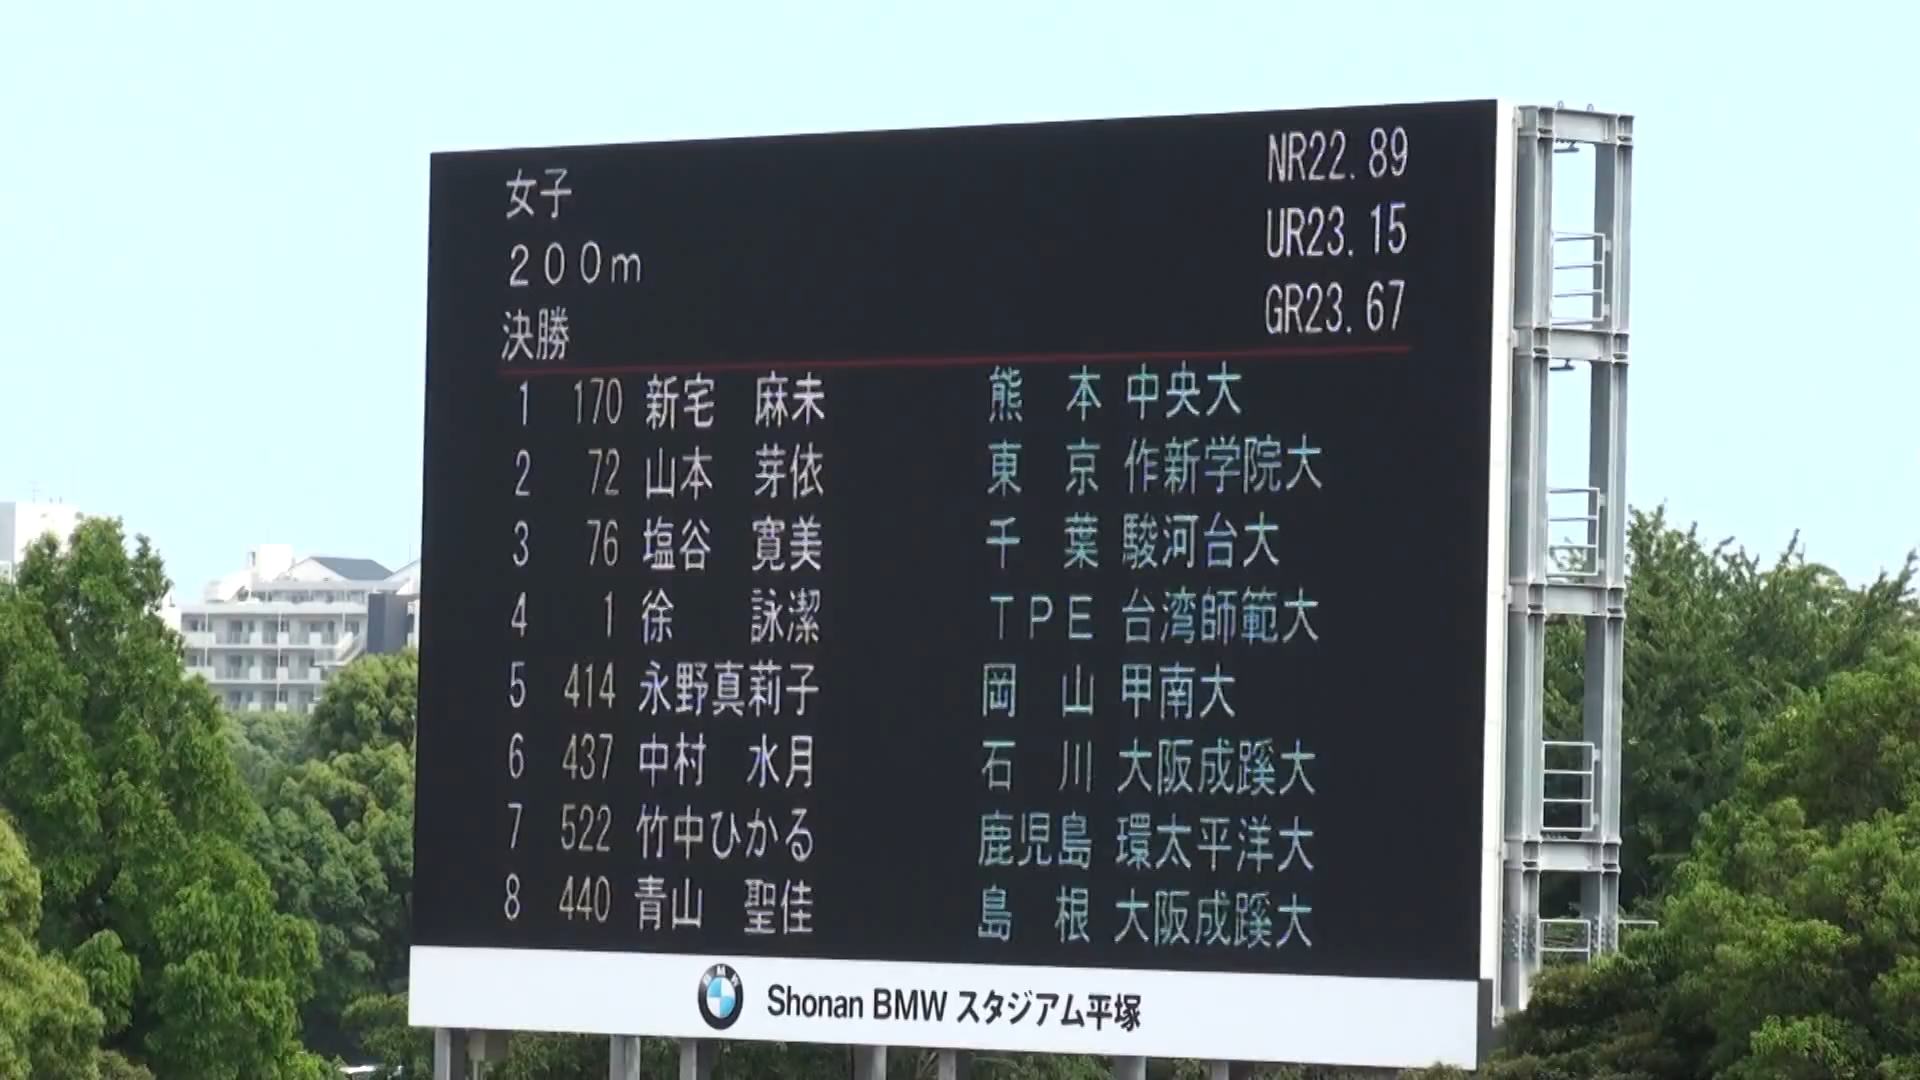 女子
NR22.89
200m
UR23.15
決勝
GR23.67
1 170 新宅 麻未 熊 本 中央大
2 72 山本 芽依 東 京 作新学院大
3 76 塩谷 寛美 千 葉 駿河台大
4 1 徐 詠潔 TPE 台湾師範大
5 414 永野真莉子 岡 山 甲南大
6 437 中村 水月 石 川 大阪成蹊大
7 522 竹中ひかる 鹿児島 環太平洋大
8 440 青山 聖佳 島 根 大阪成蹊大
BMW Shonan BMW スタジアム平塚